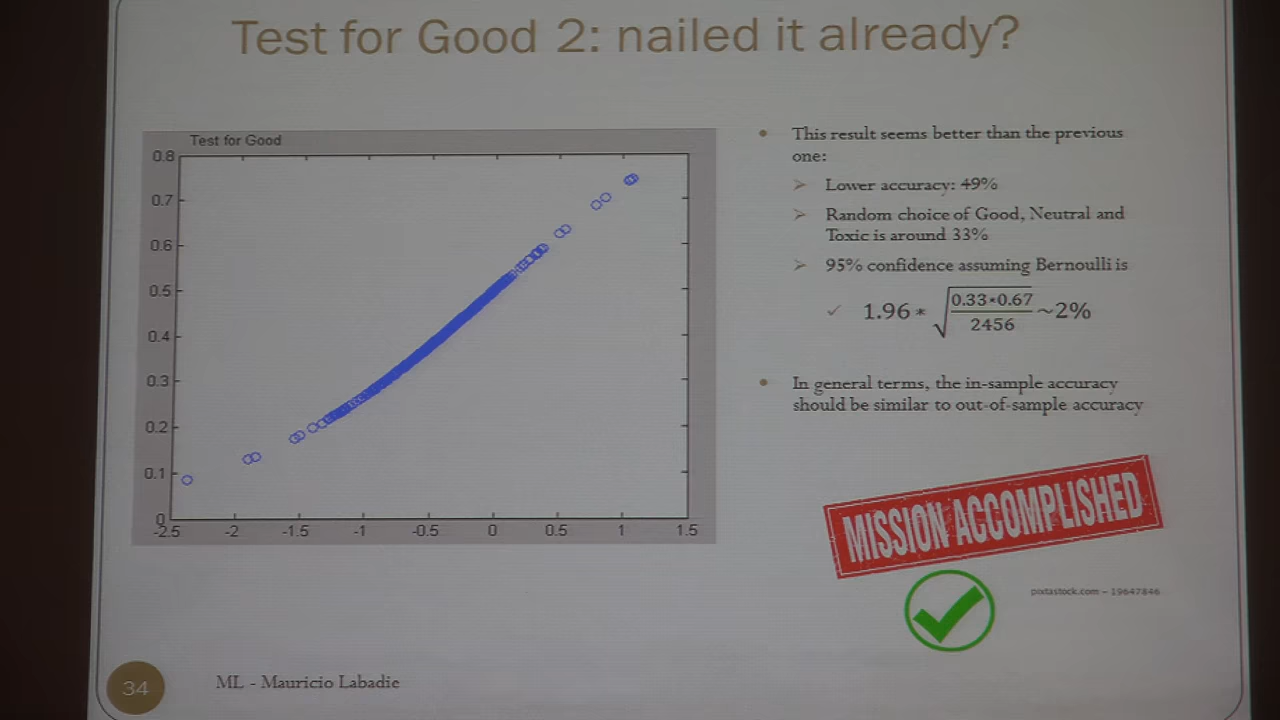 Test for Good 2: nailed it already?
Test for Good
0.8
0.7
0.6
0.5
0.4
0.3
0.2
0.1
0
-2.5 -2 -1.5 -1 -0.5 0 0.5 1 1.5
• This result seems better than the previous
one:
➢ Lower accuracy: 49%
➢ Random choice of Good, Neutral and
Toxic is around 33%
➢ 95% confidence assuming Bernoulli is
✓ 1.96 * √(0.33*0.67 / 2456) ~2%
• In general terms, the in-sample accuracy
should be similar to out-of-sample accuracy
MISSION ACCOMPLISHED
pixtastock.com - 19647846
34
ML - Mauricio Labadie